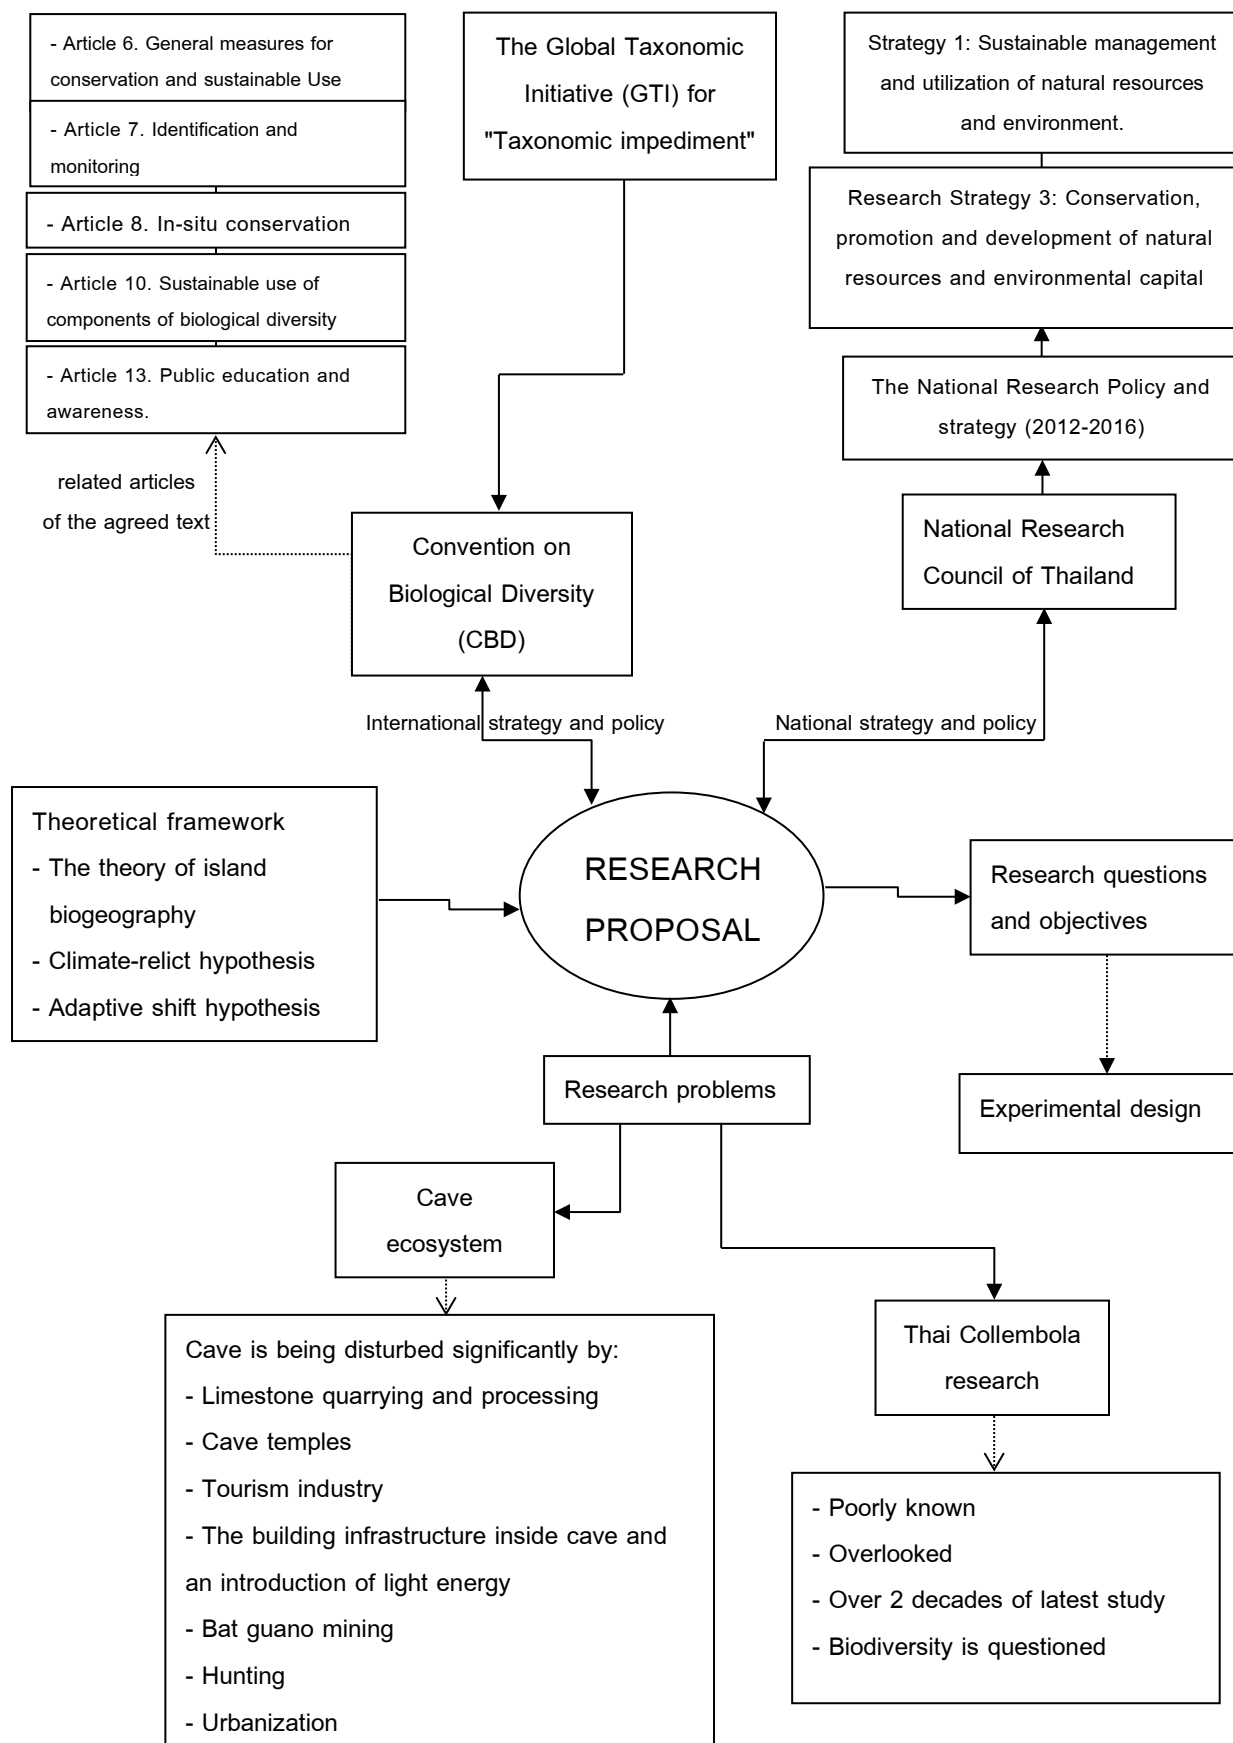 - Article 6. General measures for
conservation and sustainable Use
- Article 7. Identification and
monitoring
- Article 8. In-situ conservation
- Article 10. Sustainable use of
components of biological diversity
- Article 13. Public education and
awareness.
related articles
of the agreed text
The Global Taxonomic
Initiative (GTI) for
"Taxonomic impediment"
Strategy 1: Sustainable management
and utilization of natural resources
and environment.
Research Strategy 3: Conservation,
promotion and development of natural
resources and environmental capital
The National Research Policy and
strategy (2012-2016)
National Research
Council of Thailand
Convention on
Biological Diversity
(CBD)
International strategy and policy
National strategy and policy
Theoretical framework
- The theory of island
biogeography
- Climate-relict hypothesis
- Adaptive shift hypothesis
RESEARCH
PROPOSAL
Research questions
and objectives
Experimental design
Research problems
Cave
ecosystem
Cave is being disturbed significantly by:
- Limestone quarrying and processing
- Cave temples
- Tourism industry
- The building infrastructure inside cave and
an introduction of light energy
- Bat guano mining
- Hunting
- Urbanization
Thai Collembola
research
- Poorly known
- Overlooked
- Over 2 decades of latest study
- Biodiversity is questioned